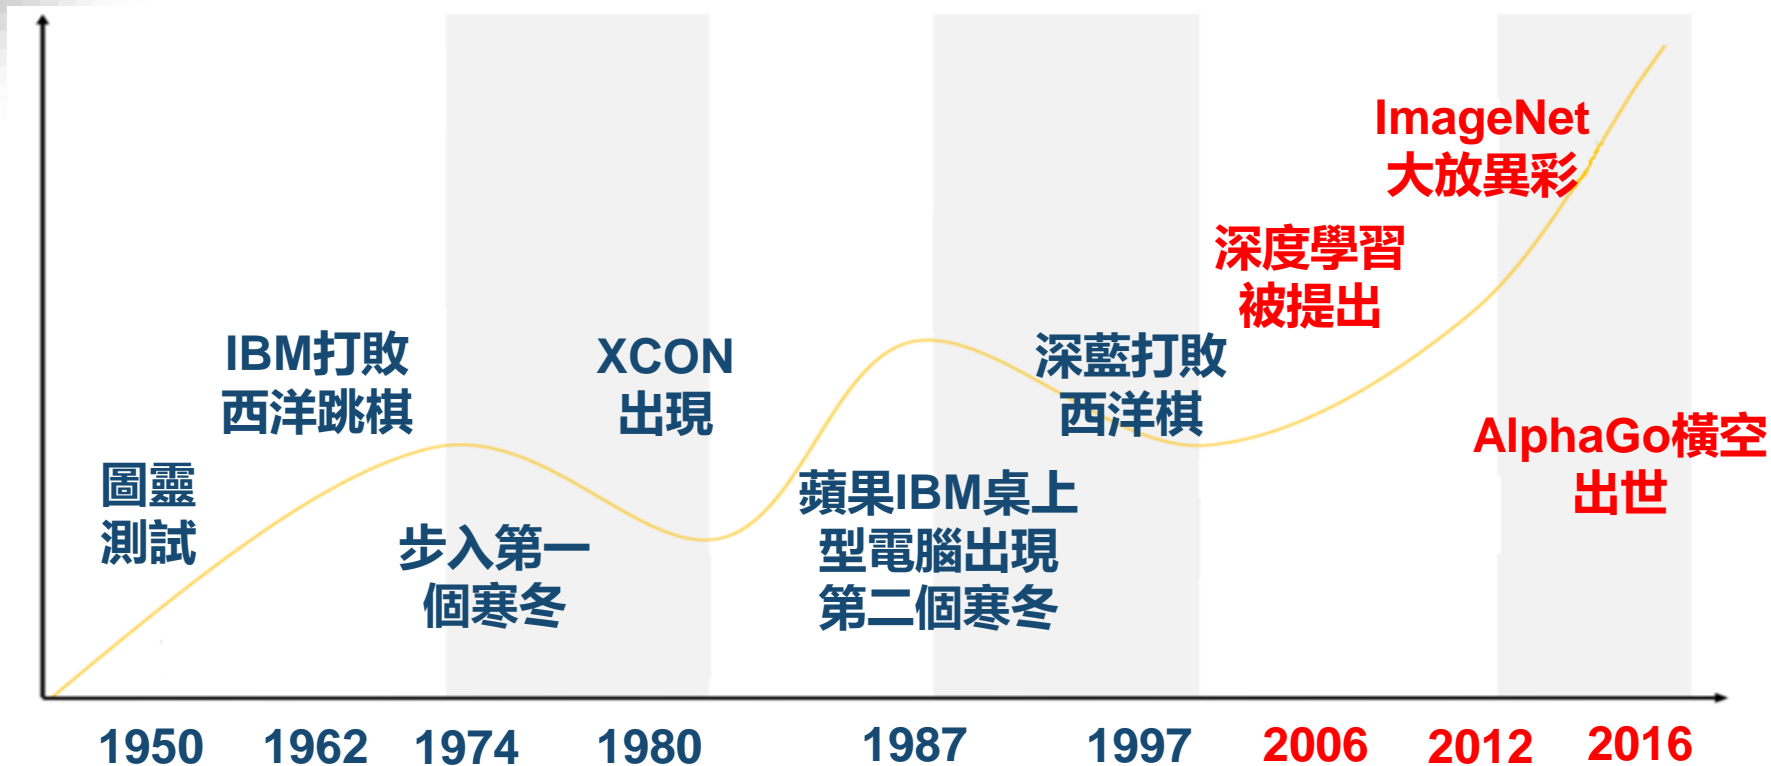 圖靈
測試
IBM打敗
西洋跳棋
步入第一
個寒冬
XCON
出現
蘋果IBM桌上
型電腦出現
第二個寒冬
深藍打敗
西洋棋
深度學習
被提出
ImageNet
大放異彩
AlphaGo橫空
出世
1950 1962 1974 1980 1987 1997 2006 2012 2016